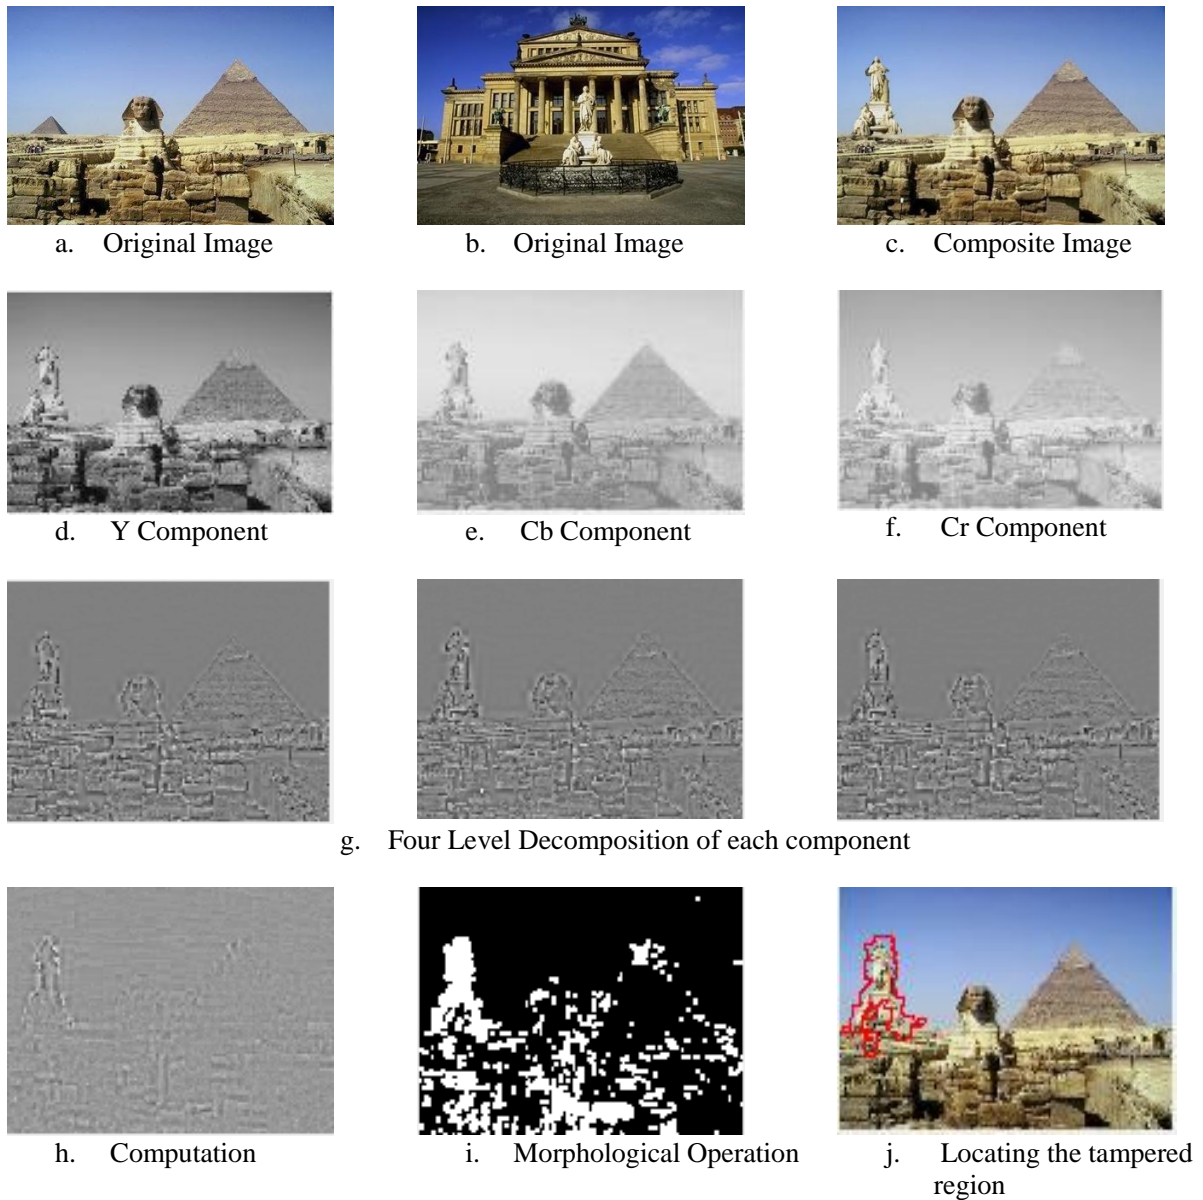 a. Original Image
b. Original Image
c. Composite Image
d. Y Component
e. Cb Component
f. Cr Component
g. Four Level Decomposition of each component
h. Computation
i. Morphological Operation
j. Locating the tampered
region